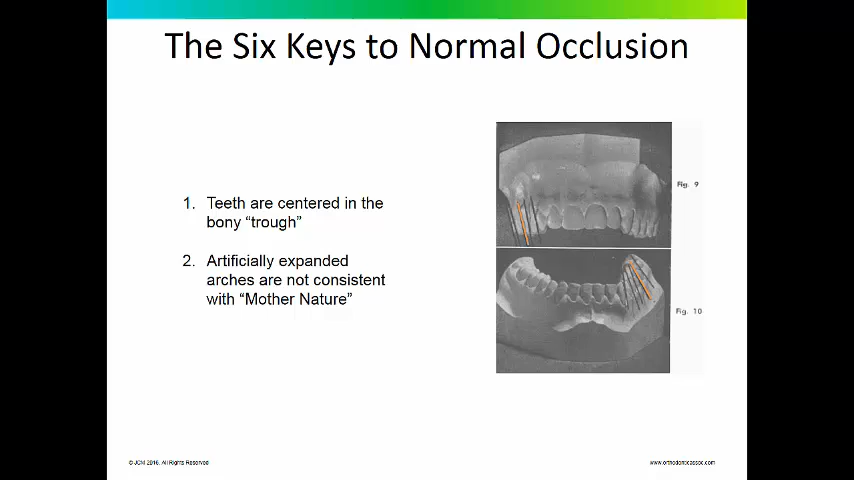 The Six Keys to Normal Occlusion
1. Teeth are centered in the
bony “trough”
2. Artificially expanded
arches are not consistent
with “Mother Nature”
Fig. 9
Fig. 10
© JCM 2016. All Rights Reserved
www.orthodonticassoc.com